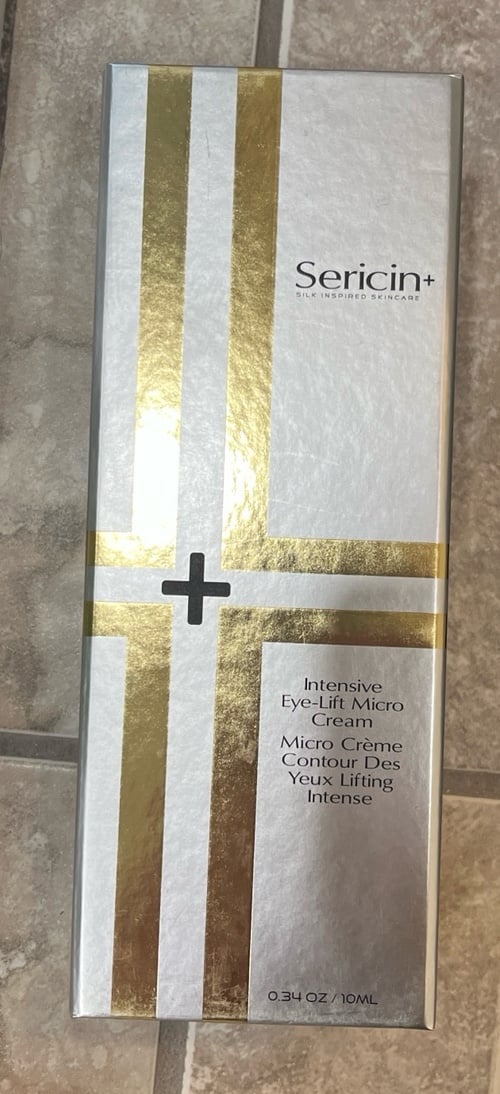 Sericin+
SILK INSPIRED SKINCARE
Intensive
Eye-Lift Micro
Cream
Micro Crème
Contour Des
Yeux Lifting
Intense
0.34 OZ / 10ML